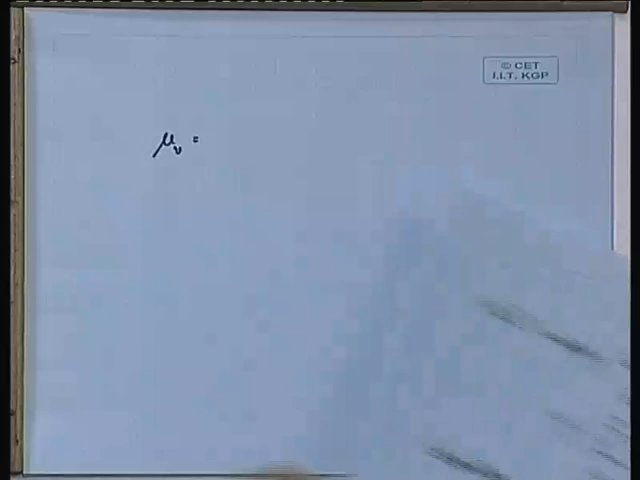 © CET
I.I.T. KGP
μᵥ =